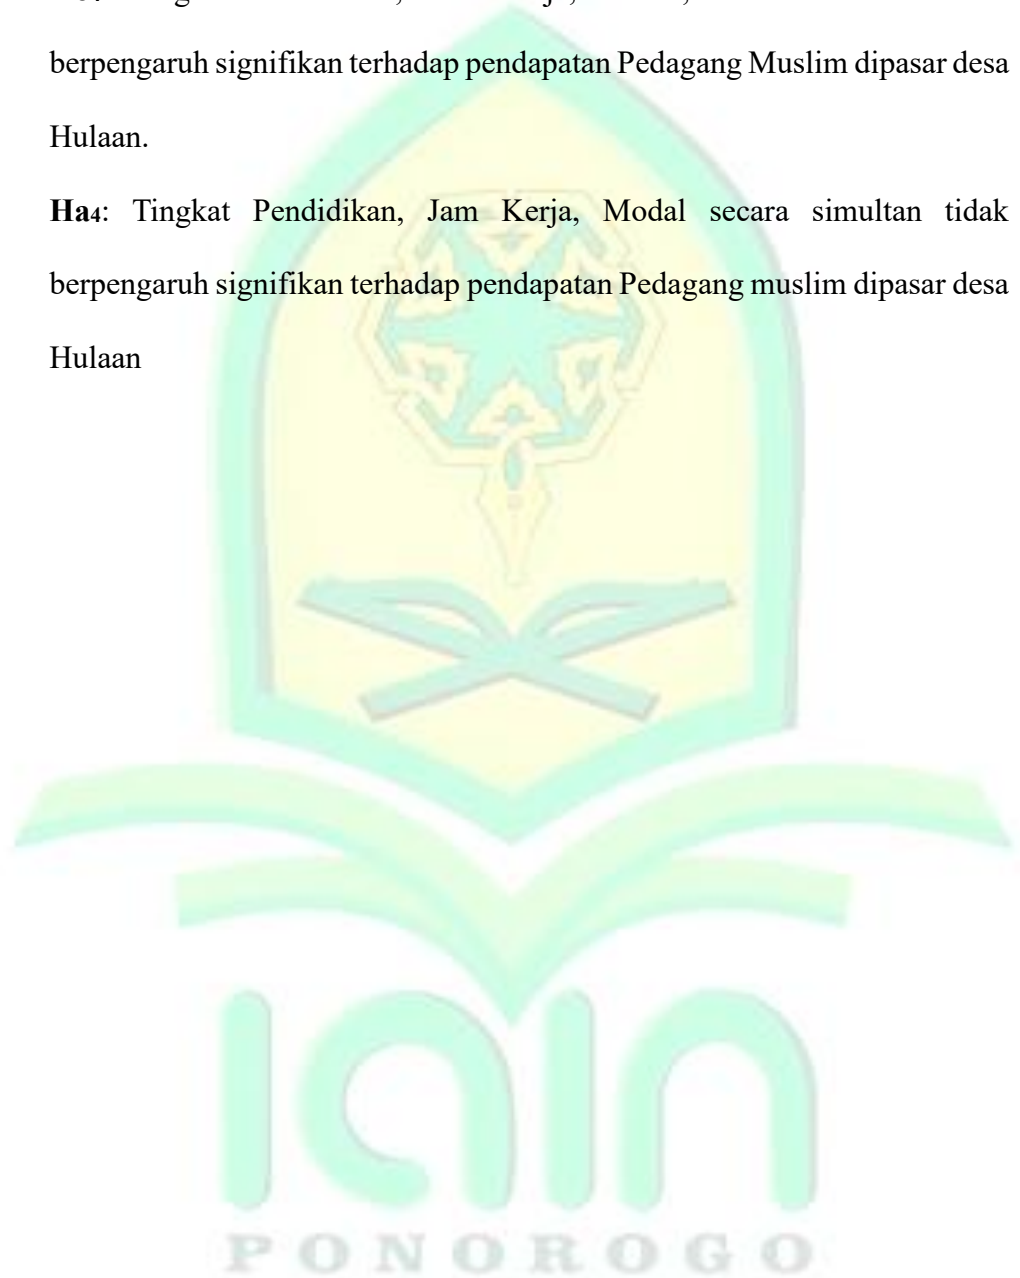 berpengaruh signifikan terhadap pendapatan Pedagang Muslim dipasar desa
Hulaan.
Ha4: Tingkat Pendidikan, Jam Kerja, Modal secara simultan tidak
berpengaruh signifikan terhadap pendapatan Pedagang muslim dipasar desa
Hulaan
iain
PONOROGO